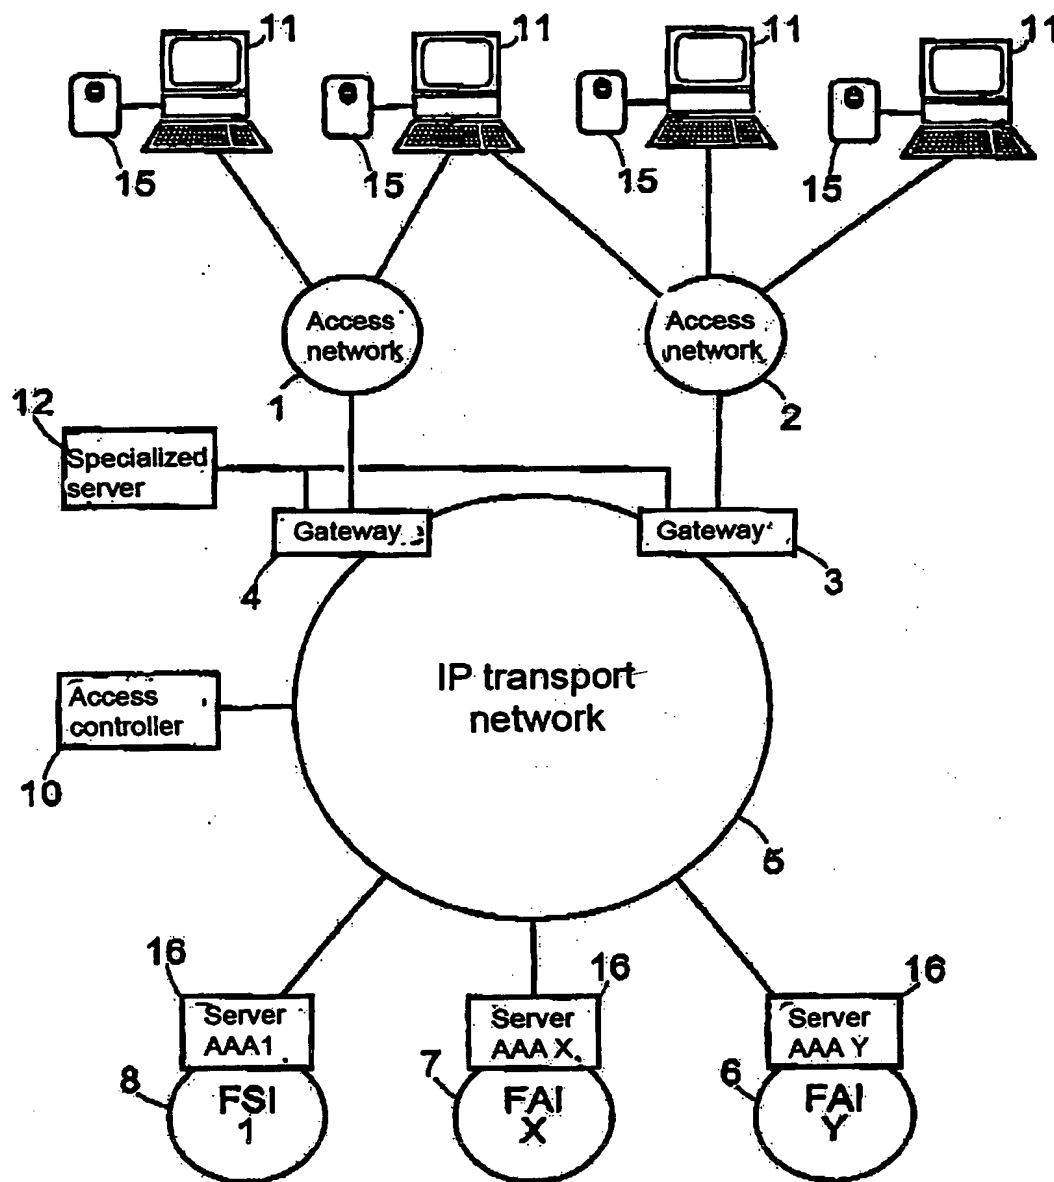 11
11
11
11
15
15
15
15
Access
network
1
Access
network
2
12
Specialized
server
Gateway
4
Gateway
3
IP transport
network
Access
controller
10
5
16
Server
AAA1
8
FSI
1
16
Server
AAA X
7
FAI
X
16
Server
AAA Y
6
FAI
Y